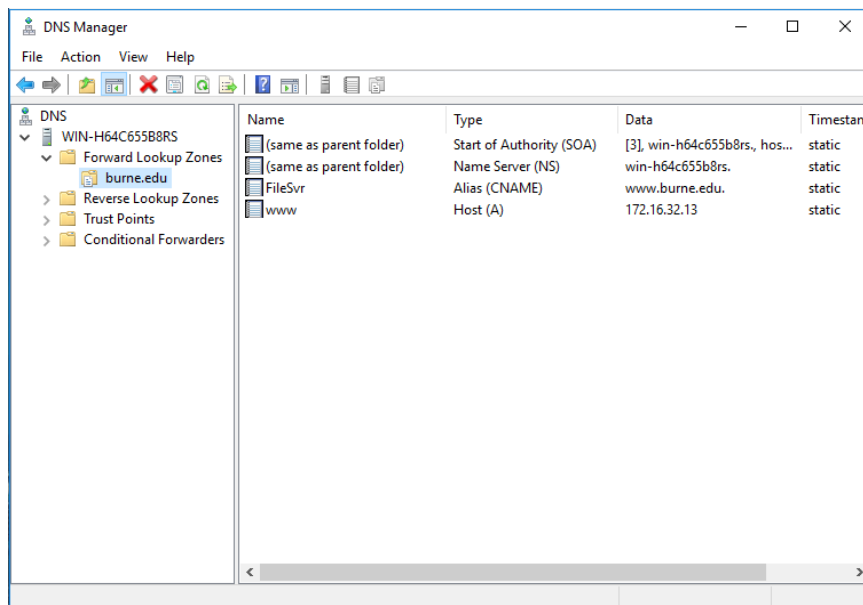 DNS Manager
File Action View Help
DNS
WIN-H64C655B8RS
Forward Lookup Zones
burne.edu
Reverse Lookup Zones
Trust Points
Conditional Forwarders
Name Type Data Timestan
(same as parent folder) Start of Authority (SOA) [3], win-h64c655b8rs., hos... static
(same as parent folder) Name Server (NS) win-h64c655b8rs. static
FileSvr Alias (CNAME) www.burne.edu. static
www Host (A) 172.16.32.13 static